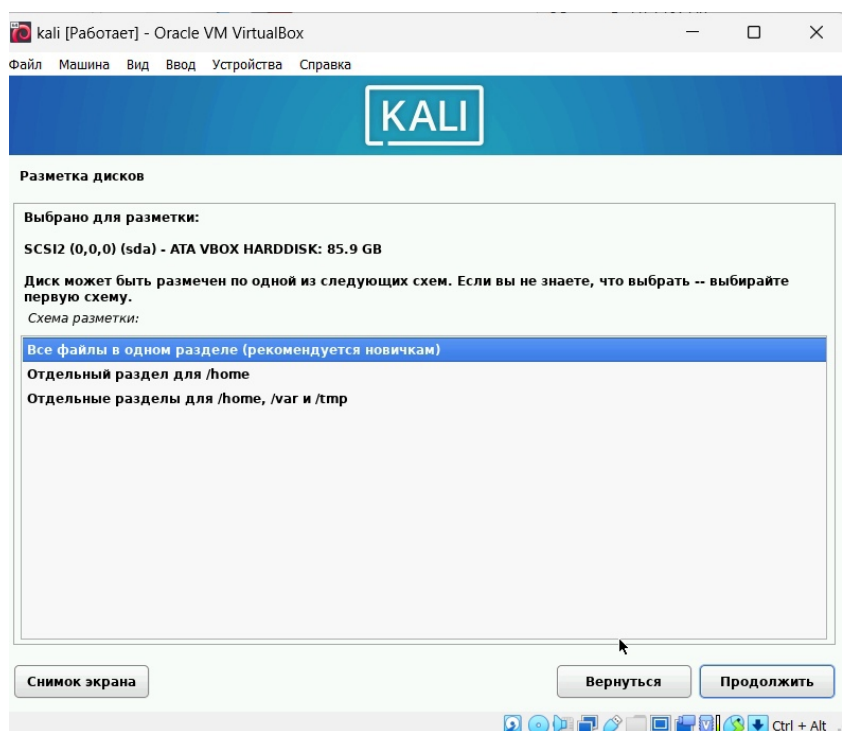 kali [Работает] - Oracle VM VirtualBox
Файл Машина Вид Ввод Устройства Справка
KALI
Разметка дисков
Выбрано для разметки:
SCSI2 (0,0,0) (sda) - ATA VBOX HARDDISK: 85.9 GB
Диск может быть размечен по одной из следующих схем. Если вы не знаете, что выбрать -- выбирайте
первую схему.
Схема разметки:
Все файлы в одном разделе (рекомендуется новичкам)
Отдельный раздел для /home
Отдельные разделы для /home, /var и /tmp
Снимок экрана Вернуться Продолжить
Ctrl + Alt